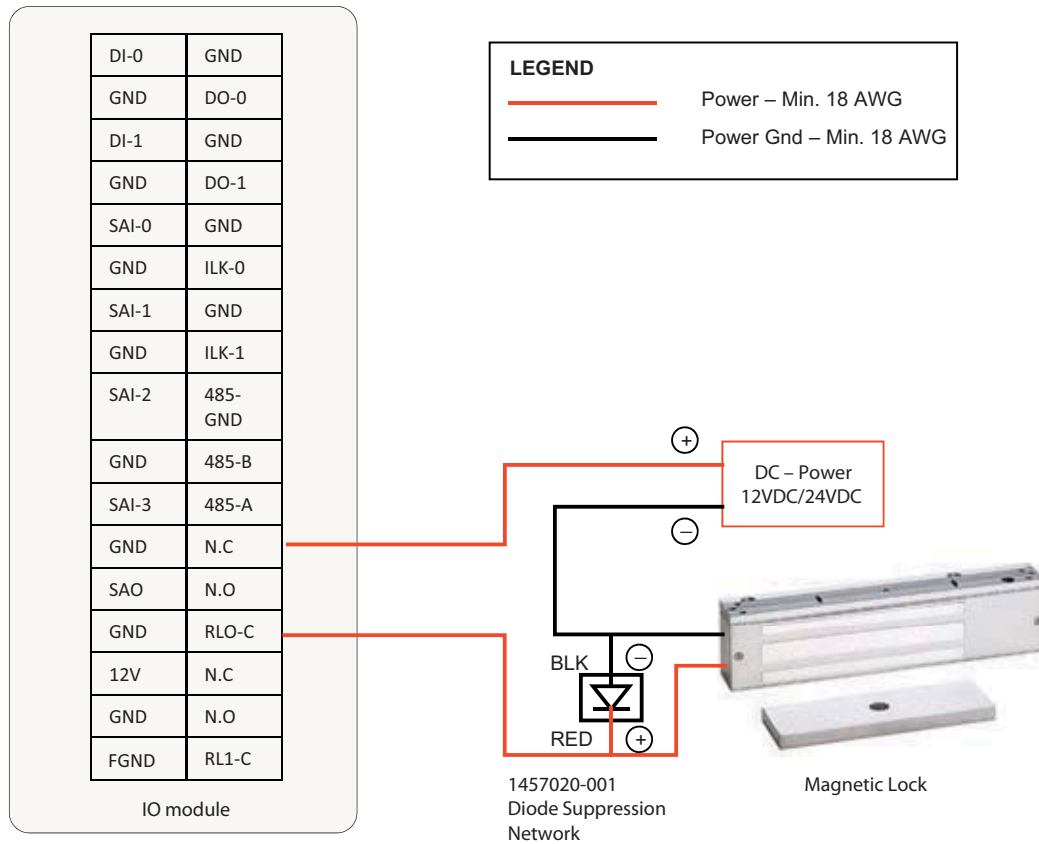 DI-0 GND
GND DO-0
DI-1 GND
GND DO-1
SAI-0 GND
GND ILK-0
SAI-1 GND
GND ILK-1
SAI-2 485-
GND
GND 485-B
SAI-3 485-A
GND N.C
SAO N.O
GND RLO-C
12V N.C
GND N.O
FGND RL1-C
IO module
LEGEND
Power – Min. 18 AWG
Power Gnd – Min. 18 AWG
+
DC – Power
12VDC/24VDC
–
BLK –
RED +
1457020-001
Diode Suppression
Network
Magnetic Lock